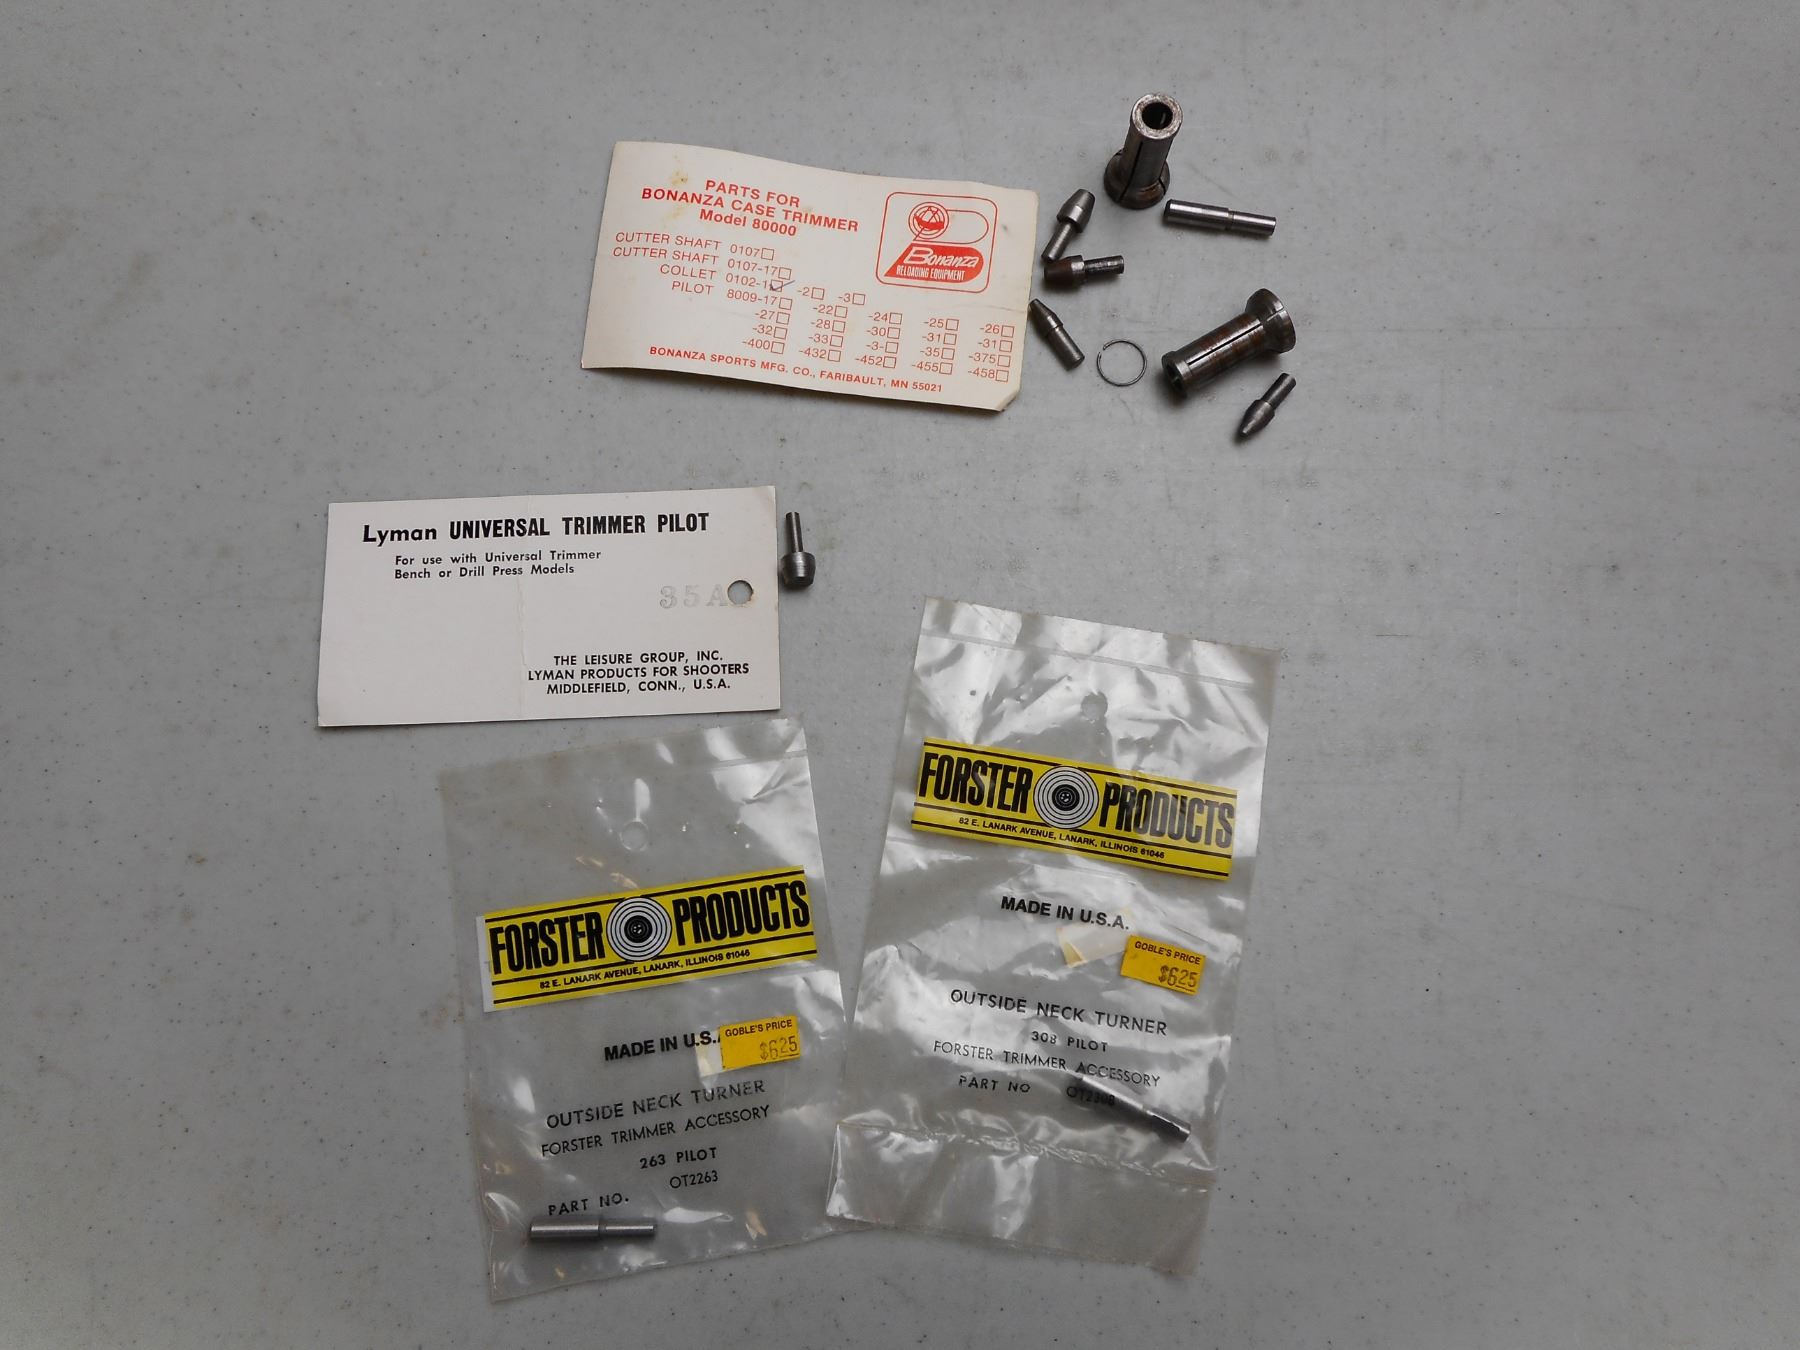 PARTS FOR
BONANZA CASE TRIMMER
Model 80000
Bonanza
RELOADING EQUIPMENT
CUTTER SHAFT 0107
CUTTER SHAFT 0107-17
COLLET 0102-1 -2 -3
PILOT 8009-17 -22 -24 -25 -26
-27 -28 -30 -31 -31
-32 -33 -3- -35 -375
-400 -432 -452 -455 -458
BONANZA SPORTS MFG. CO., FARIBAULT, MN 55021
Lyman UNIVERSAL TRIMMER PILOT
For use with Universal Trimmer
Bench or Drill Press Models
35A
THE LEISURE GROUP, INC.
LYMAN PRODUCTS FOR SHOOTERS
MIDDLEFIELD, CONN., U.S.A.
FORSTER PRODUCTS
82 E. LANARK AVENUE, LANARK, ILLINOIS 61046
MADE IN U.S.A.
GOBLE'S PRICE
$6.25
OUTSIDE NECK TURNER
308 PILOT
FORSTER TRIMMER ACCESSORY
PART NO OT2308
FORSTER PRODUCTS
82 E. LANARK AVENUE, LANARK, ILLINOIS 61046
MADE IN U.S.
GOBLE'S PRICE
$6.25
OUTSIDE NECK TURNER
FORSTER TRIMMER ACCESSORY
263 PILOT
OT2263
PART NO.